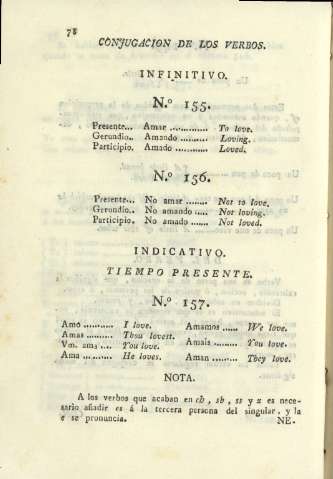 78
CONJUGACION DE LOS VERBOS.
INFINITIVO.
N.º 155.
Presente... Amar ............. To love.
Gerundio.. Amando ........... Loving.
Participio. Amado ............ Loved.
N.º 156.
Presente... No amar ........ Not to love.
Gerundio.. No amando .... Not loving.
Participio. No amado ...... Not loved.
INDICATIVO.
TIEMPO PRESENTE.
N.º 157.
Amo ........... I love. Amamos ...... We love.
Amas .......... Thou lovest.
Vm. ama .... You love. Amais ......... You love.
Ama ........... He loves. Aman ......... They love.
NOTA.
A los verbos que acaban en ch, sh, ss y x es nece-
sario añadir es á la tercera persona del singular, y la
e se pronuncia. NE-